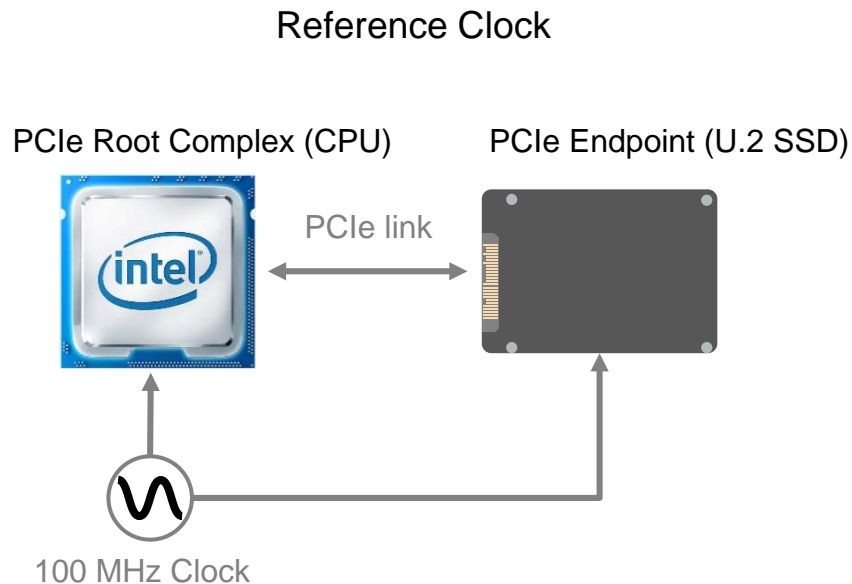 Reference Clock
PCIe Root Complex (CPU)
PCIe Endpoint (U.2 SSD)
PCIe link
intel
100 MHz Clock